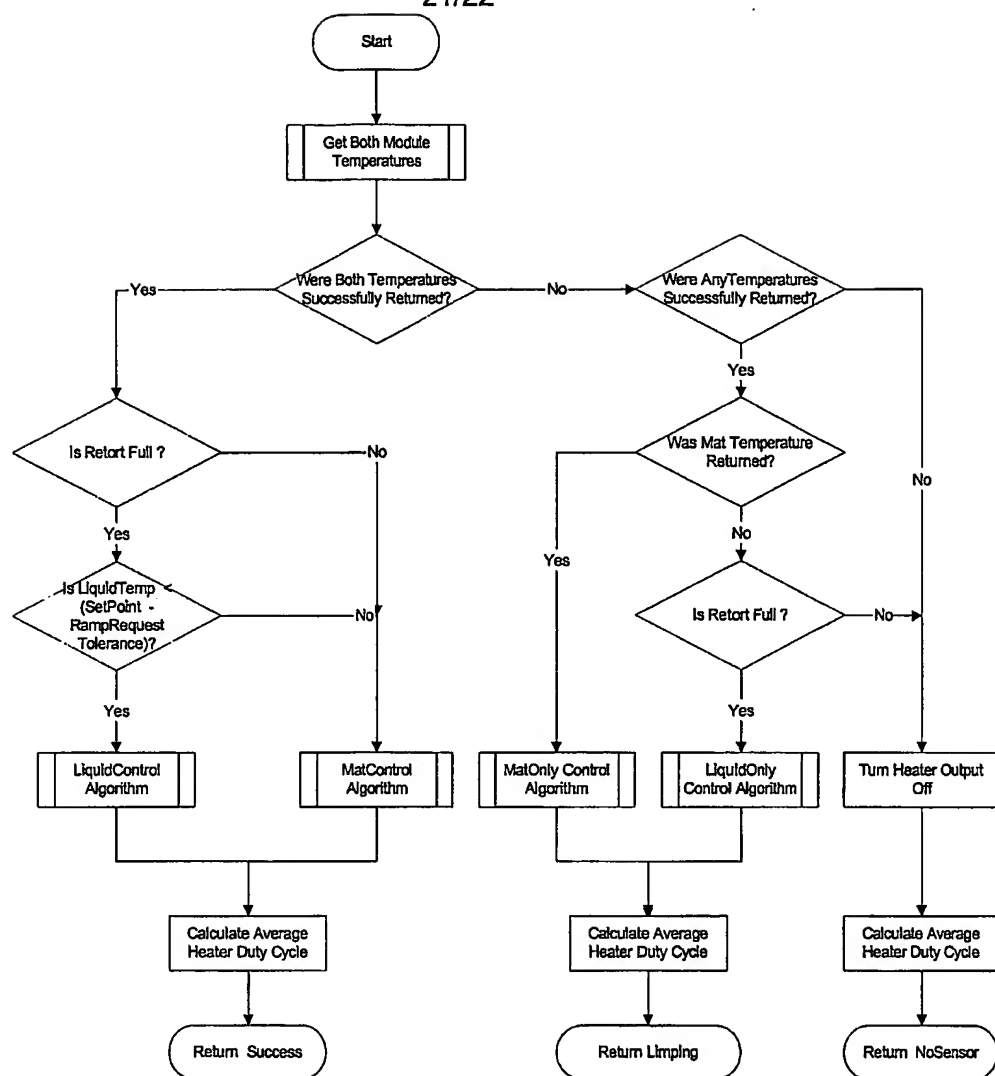 21/22
Start
Get Both Module
Temperatures
Were Both Temperatures
Successfully Returned?
Were AnyTemperatures
Successfully Returned?
Yes
No
Yes
Is Retort Full ?
No
Was Mat Temperature
Returned?
No
Yes
No
Yes
Is LiquidTemp <
(SetPoint -
RampRequest
Tolerance)?
No
Is Retort Full ?
No
Yes
Yes
LiquidControl
Algorithm
MatControl
Algorithm
MatOnly Control
Algorithm
LiquidOnly
Control Algorithm
Turn Heater Output
Off
Calculate Average
Heater Duty Cycle
Calculate Average
Heater Duty Cycle
Calculate Average
Heater Duty Cycle
Return Success
Return Limping
Return NoSensor